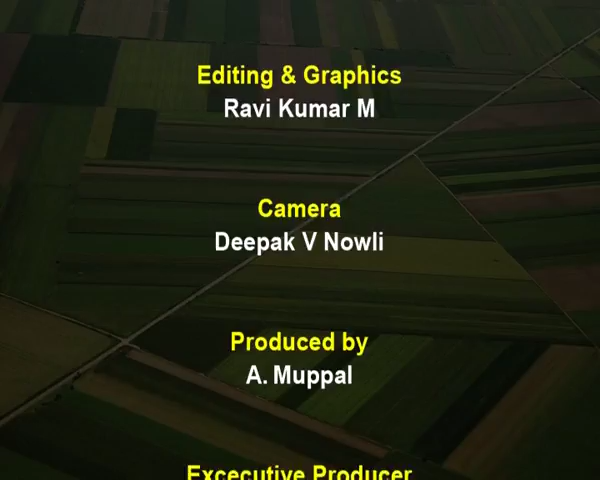 Editing & Graphics
Ravi Kumar M
Camera
Deepak V Nowli
Produced by
A. Muppal
Excecutive Producer